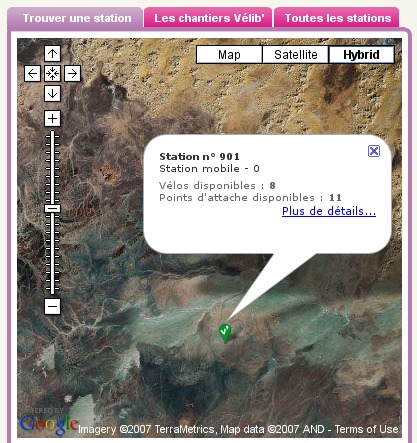 Trouver une station
Les chantiers Vélib'
Toutes les stations
Map
Satellite
Hybrid
Station n° 901
Station mobile - 0
Vélos disponibles : 8
Points d'attache disponibles : 11
Plus de détails...
POWERED BY
Google
Imagery ©2007 TerraMetrics, Map data ©2007 AND - Terms of Use